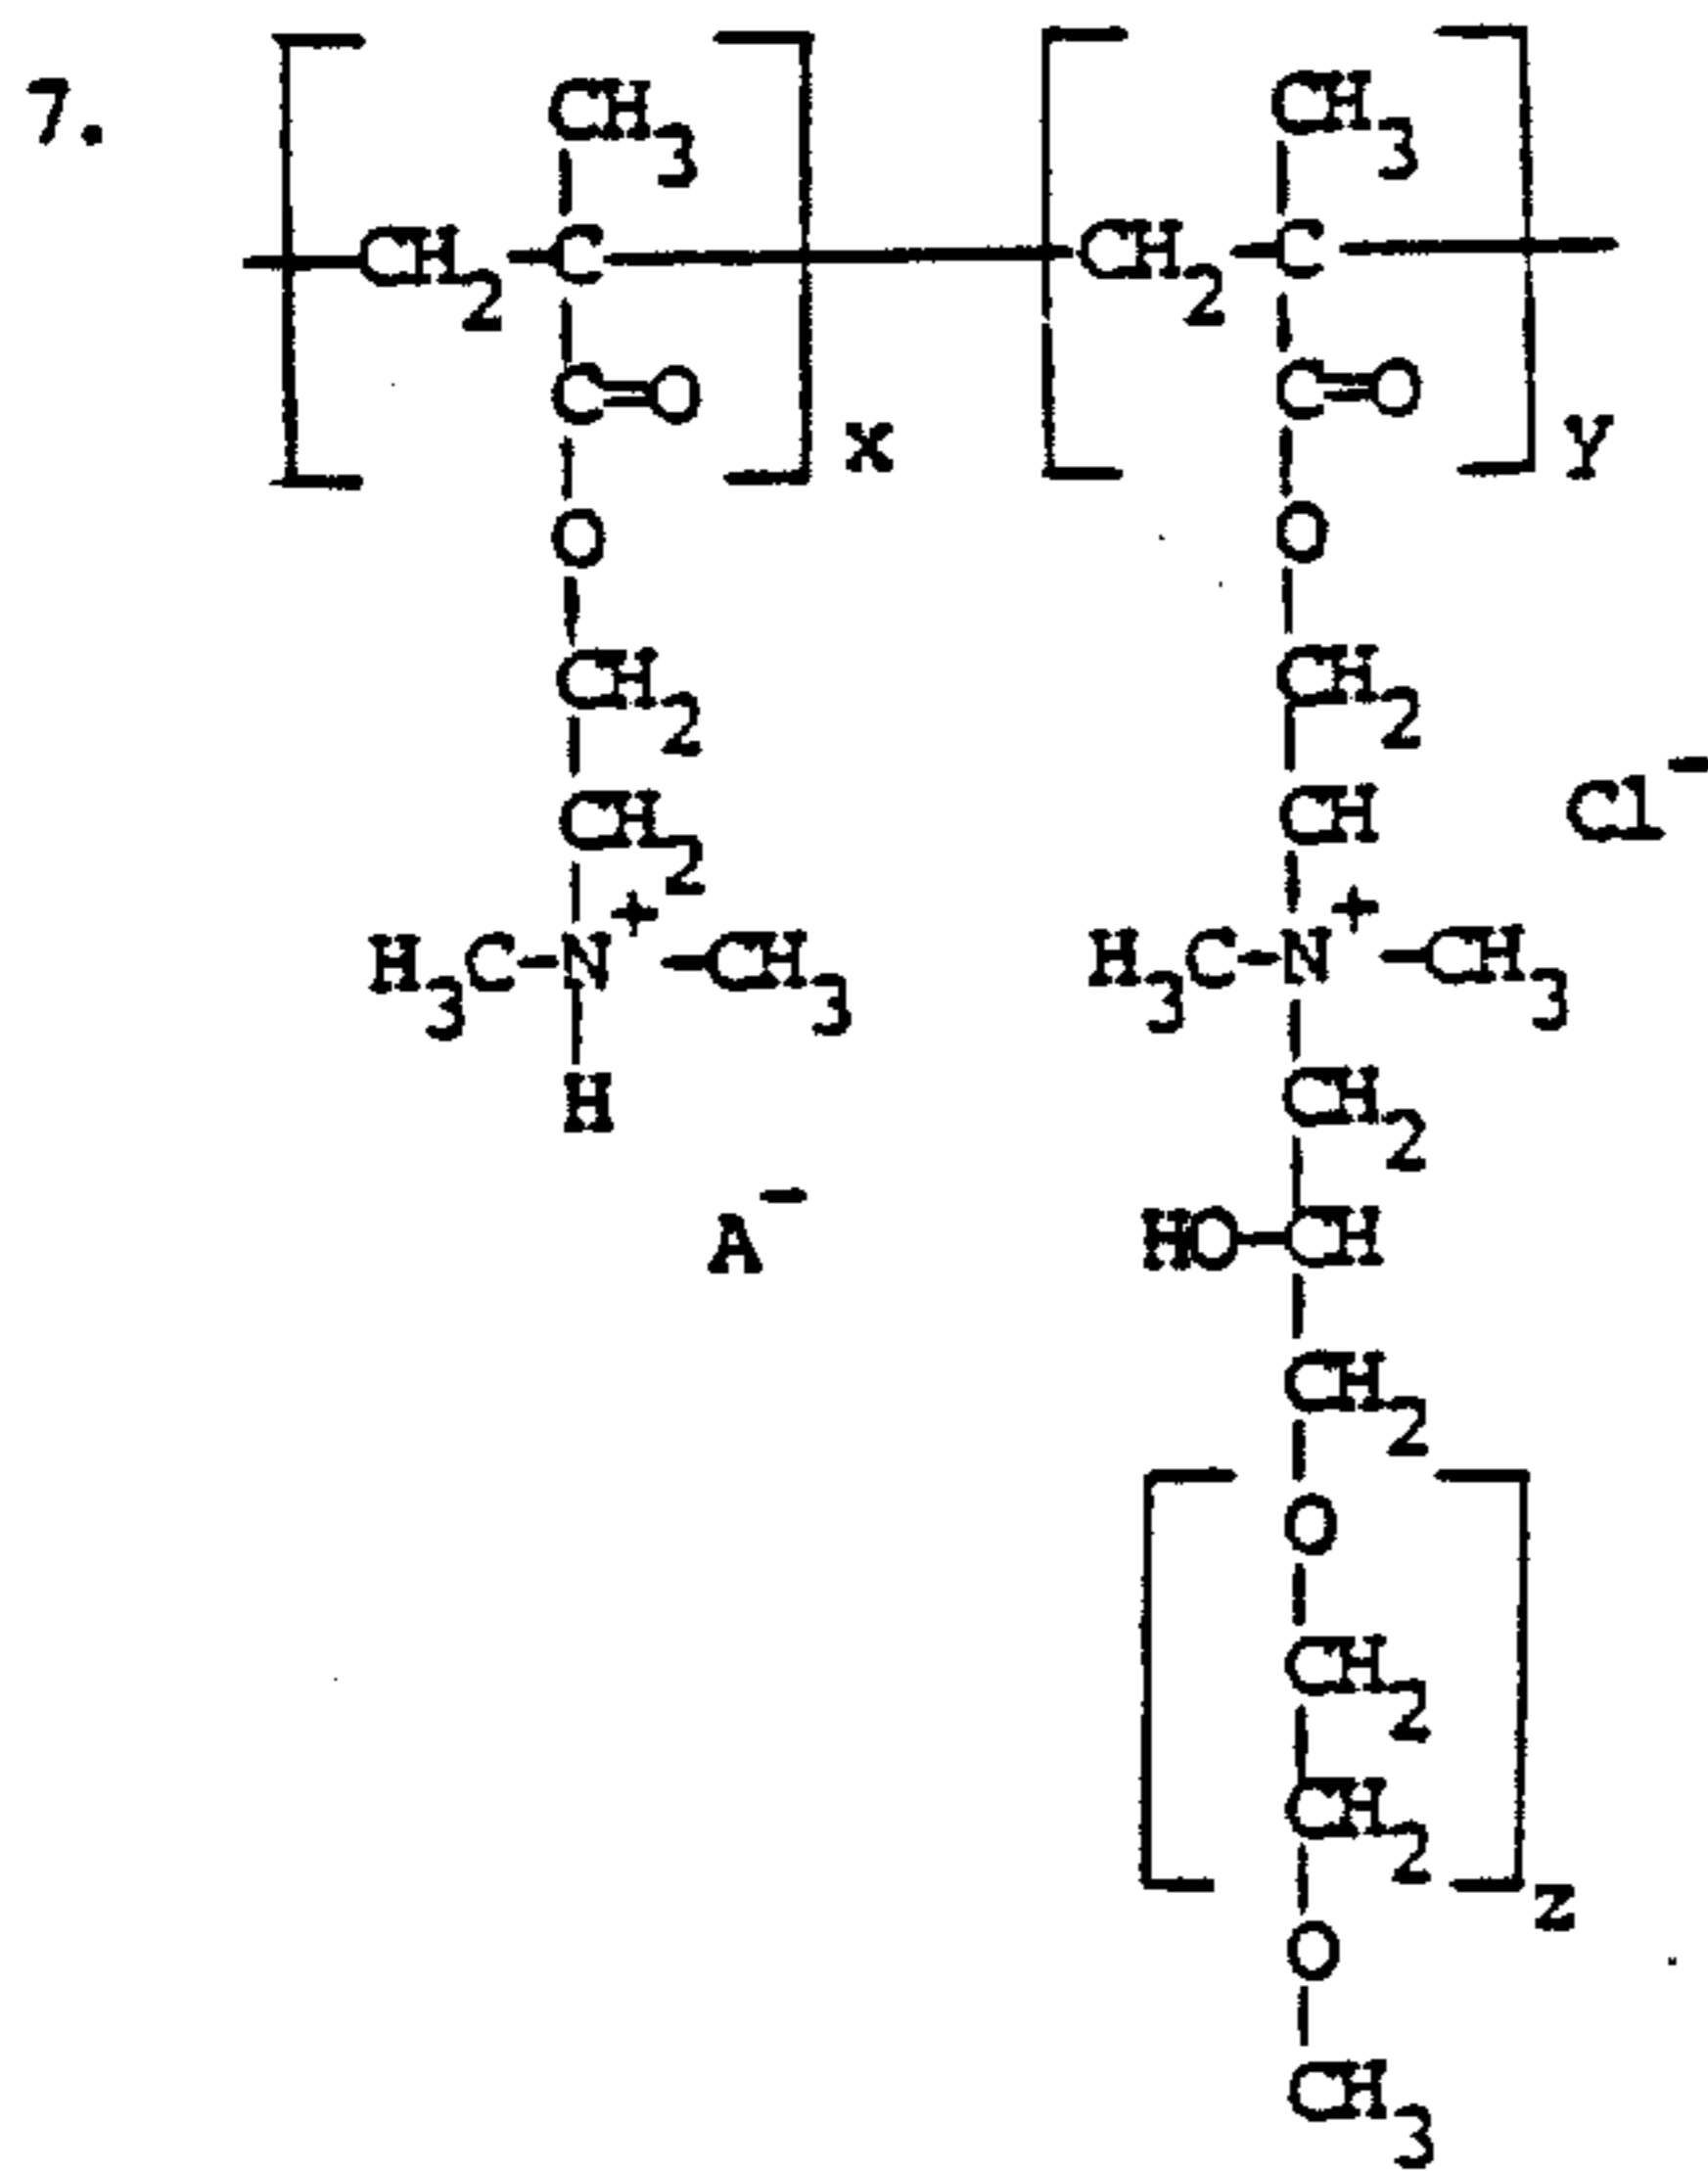 7.
CH3 CH3
CH2 C CH2 C
C=O C=O
x y
O O
CH2 CH2
CH2 CH Cl−
H3C-N+-CH3 H3C-N+-CH3
H CH2
A− HO-CH
CH2
O
CH2
CH2
z
O
CH3